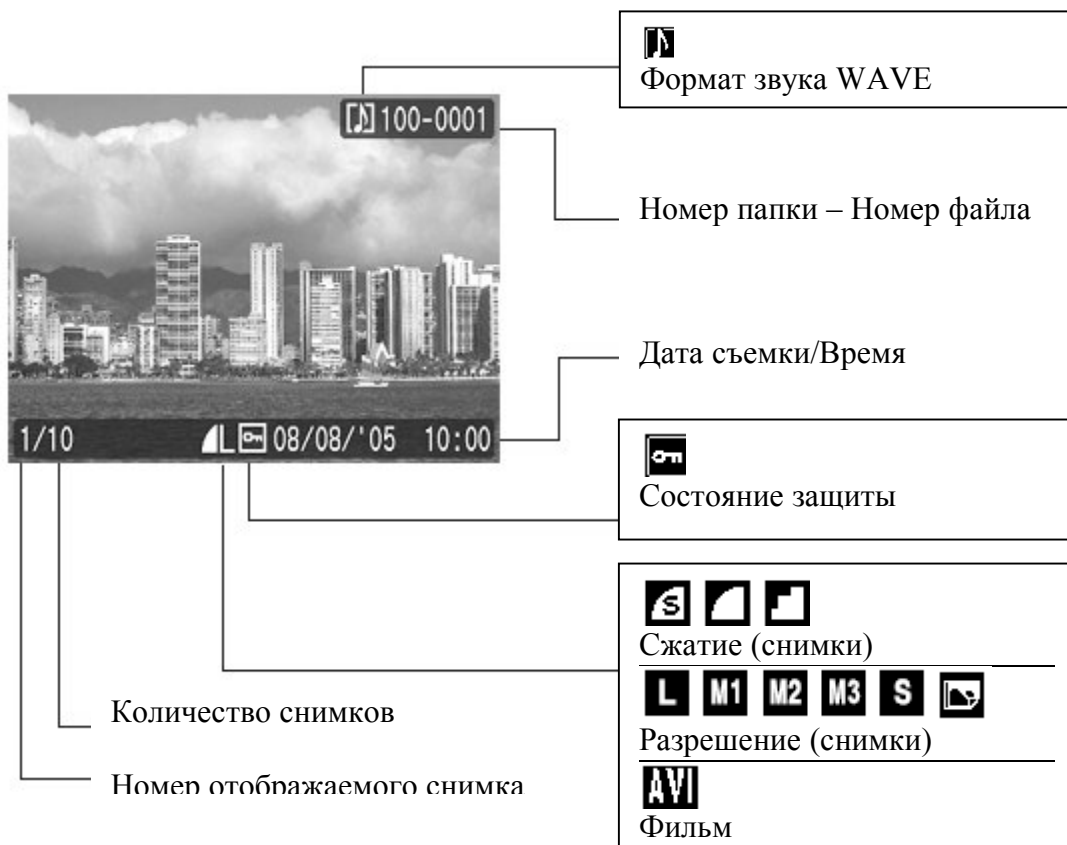 Формат звука WAVE
100-0001
Номер папки – Номер файла
Дата съемки/Время
1/10 L 08/08/'05 10:00
Состояние защиты
S
Сжатие (снимки)
L M1 M2 M3 S
Разрешение (снимки)
Количество снимков
Номер отображаемого снимка
AVI
Фильм